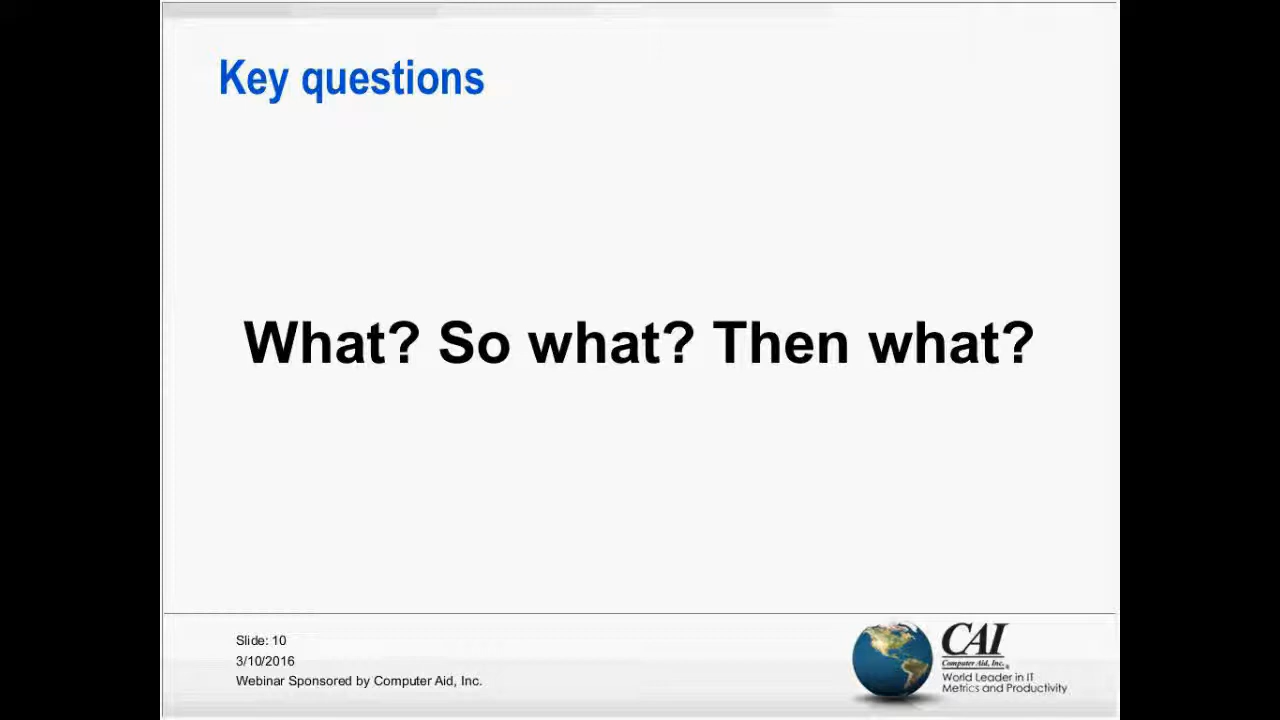 Key questions
What? So what? Then what?
Slide: 10
3/10/2016
Webinar Sponsored by Computer Aid, Inc.
CAI
Computer Aid, Inc.
World Leader in IT
Metrics and Productivity